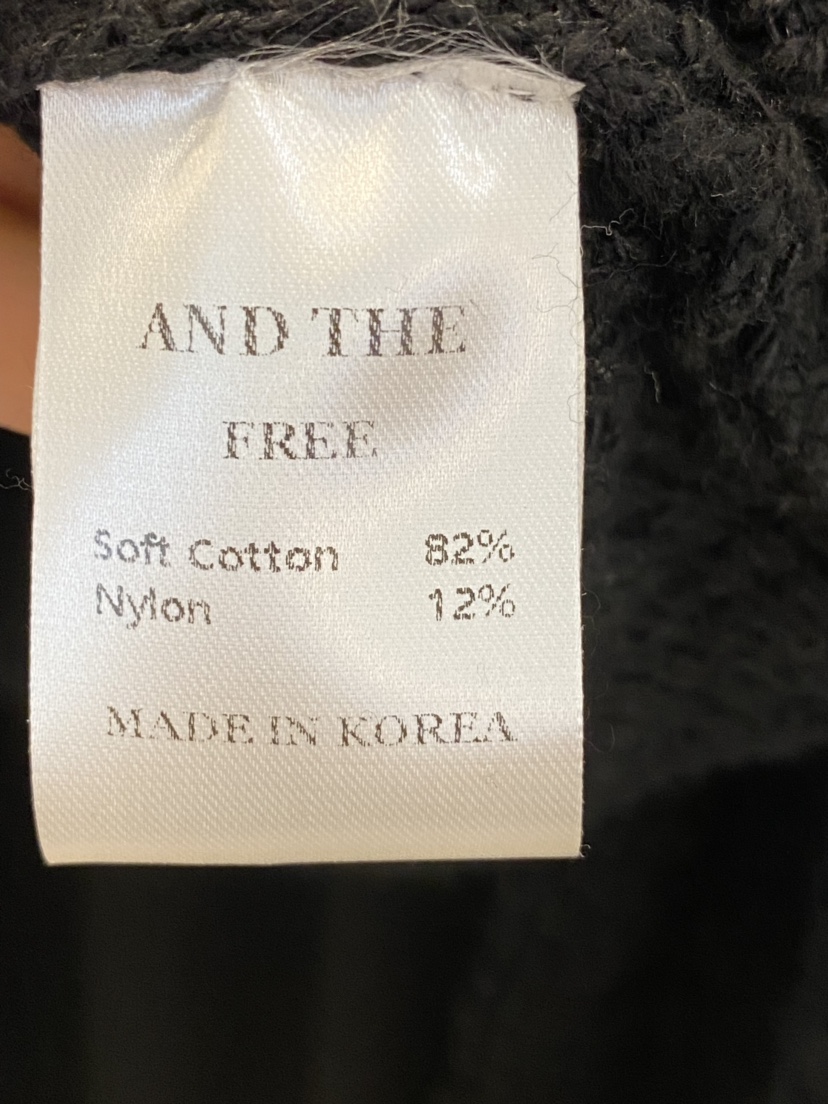 AND THE
FREE
Soft Cotton 82%
Nylon 12%
MADE IN KOREA